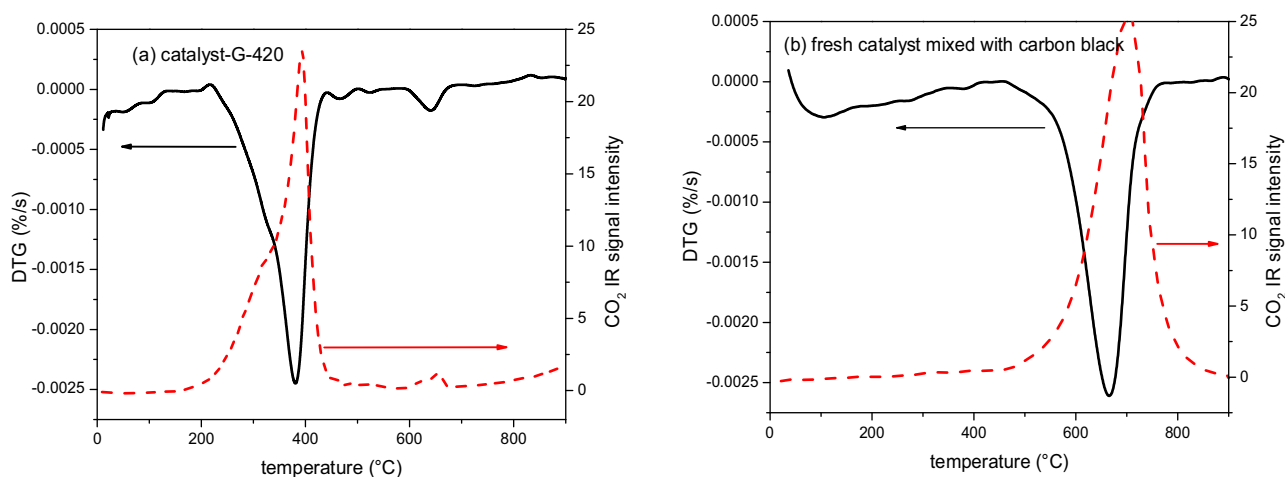 (a) catalyst-G-420
0.0005
0.0000
-0.0005
-0.0010
-0.0015
-0.0020
-0.0025
DTG (%/s)
25
20
15
10
5
0
CO₂ IR signal intensity
0 200 400 600 800
temperature (°C)
(b) fresh catalyst mixed with carbon black
0.0005
0.0000
-0.0005
-0.0010
-0.0015
-0.0020
-0.0025
DTG (%/s)
25
20
15
10
5
0
CO₂ IR signal intensity
0 200 400 600 800
temperature (°C)